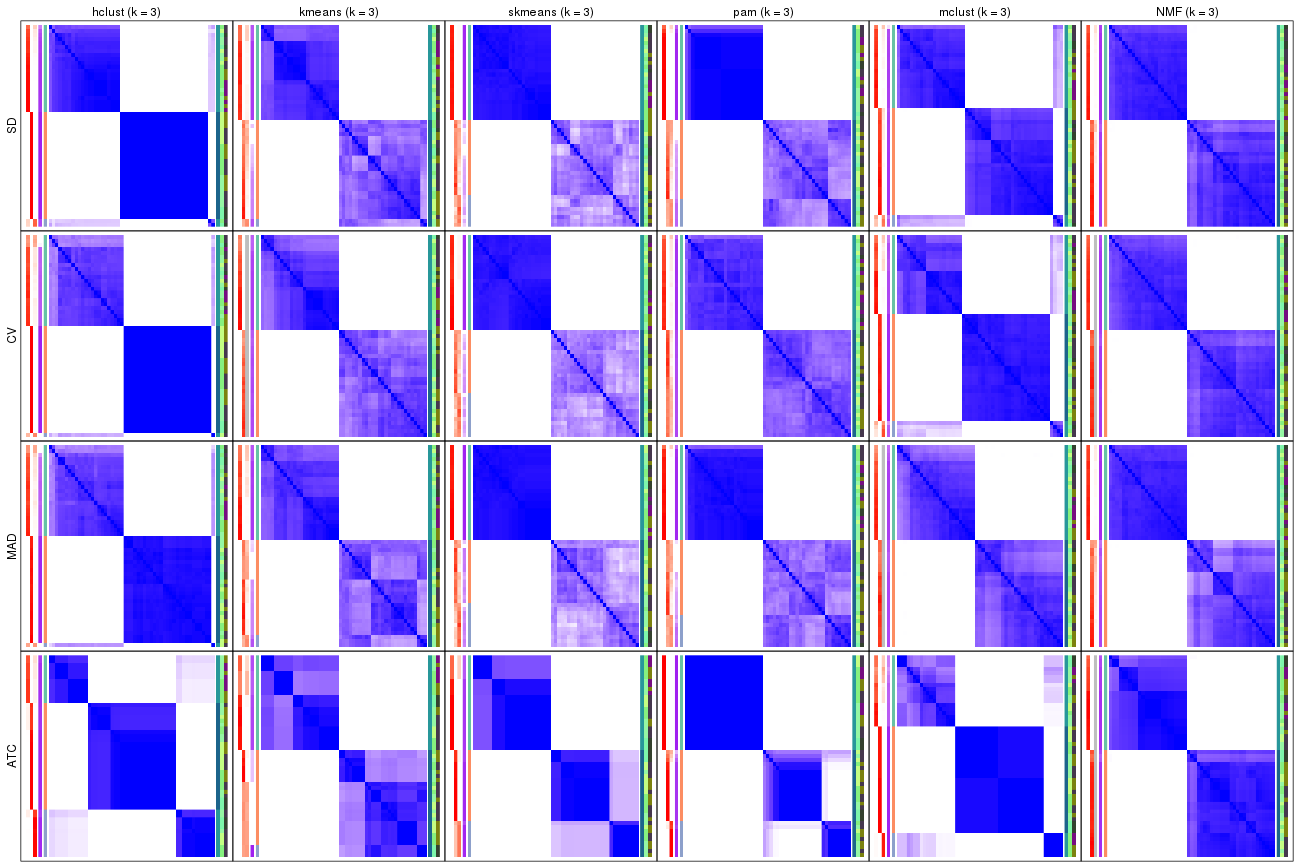 hclust (k = 3) kmeans (k = 3) skmeans (k = 3) pam (k = 3) mclust (k = 3) NMF (k = 3)
SD
CV
MAD
ATC